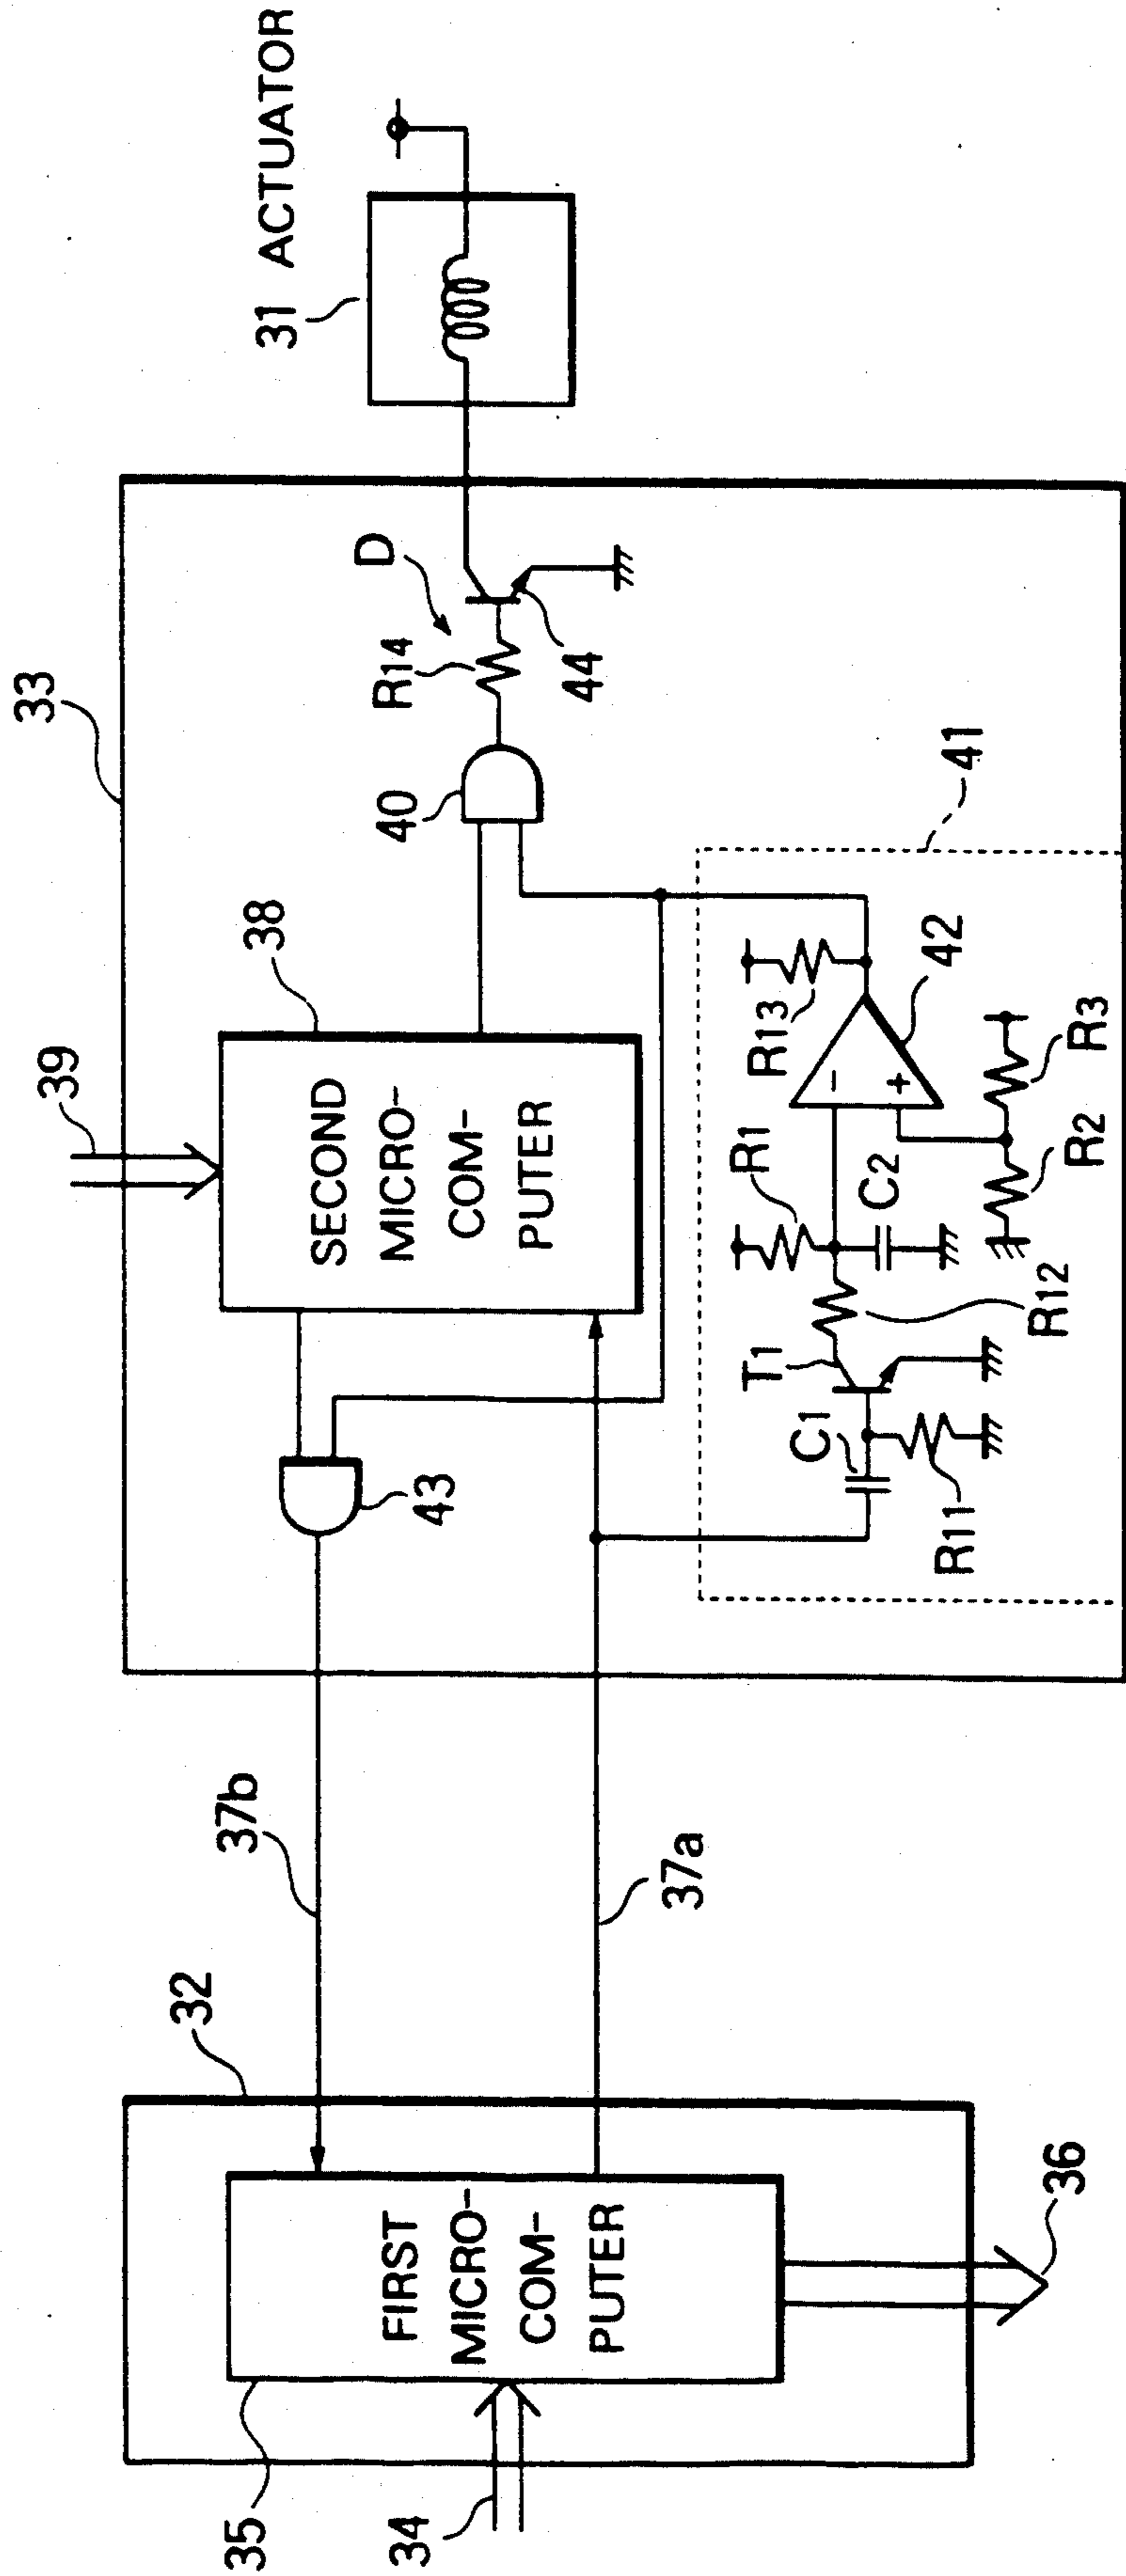 33
31 ACTUATOR
39
38
SECOND
MICRO-
COM-
PUTER
40
R14
D
44
43
37b
37a
32
35
FIRST
MICRO-
COM-
PUTER
34
36
41
C1
T1
R1
R13
42
C2
R11
R12
R2
R3